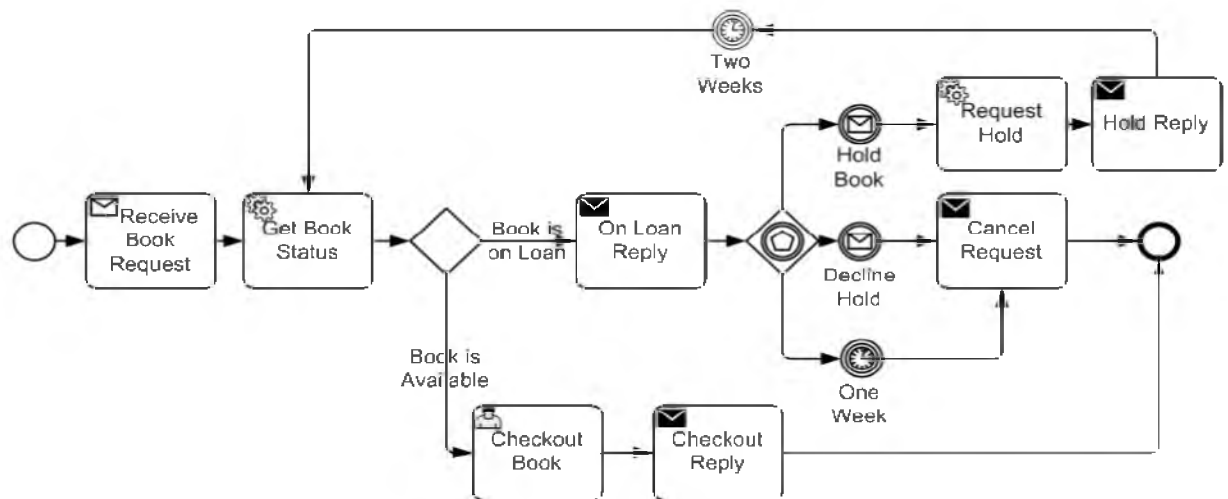 Two
Weeks
Request
Hold
Hold Reply
Hold
Book
Receive
Book
Request
Get Book
Status
Book is
on Loan
On Loan
Reply
Cancel
Request
Decline
Hold
Book is
Available
One
Week
Checkout
Book
Checkout
Reply